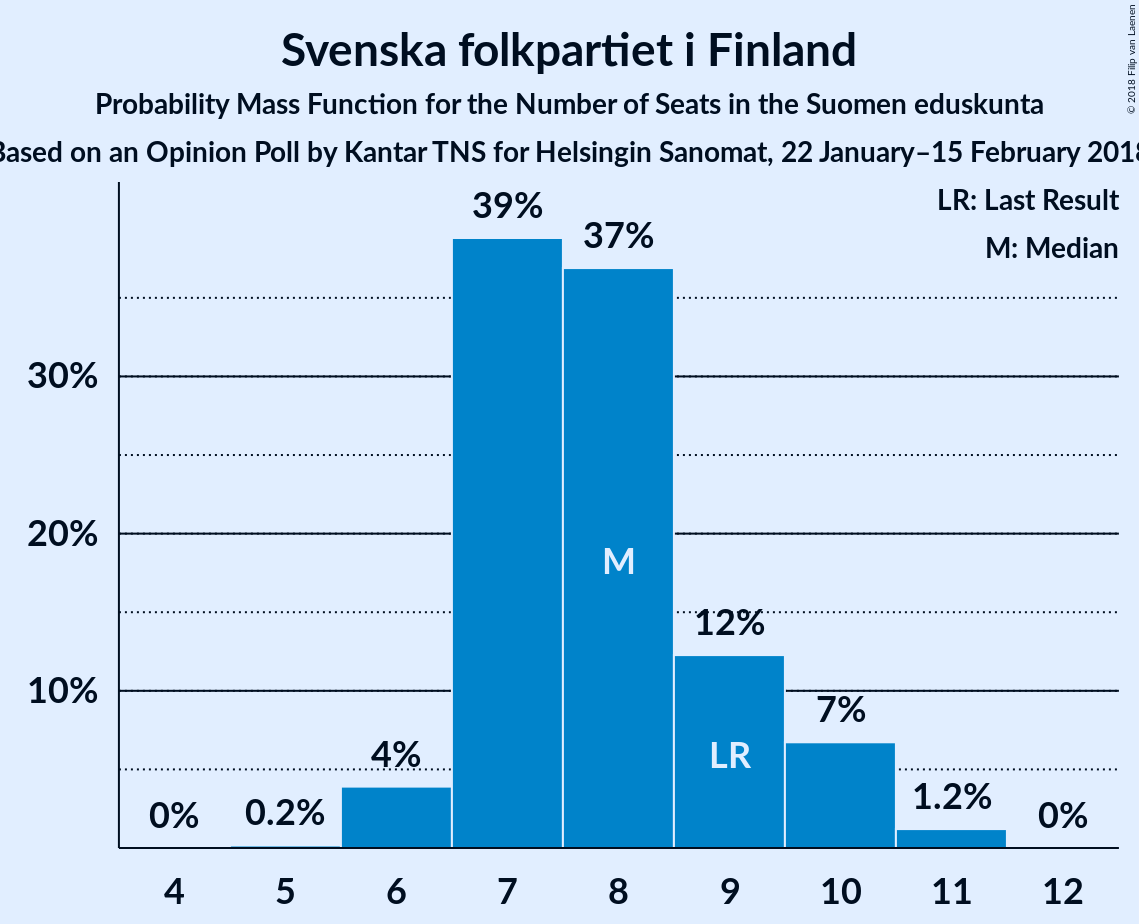 Svenska folkpartiet i Finland
Probability Mass Function for the Number of Seats in the Suomen eduskunta
Based on an Opinion Poll by Kantar TNS for Helsingin Sanomat, 22 January–15 February 2018
© 2018 Filip van Laenen
LR: Last Result
M: Median
39%
37%
30%
20%
10%
M
12%
LR
7%
4%
0%
0.2%
1.2%
0%
4 5 6 7 8 9 10 11 12